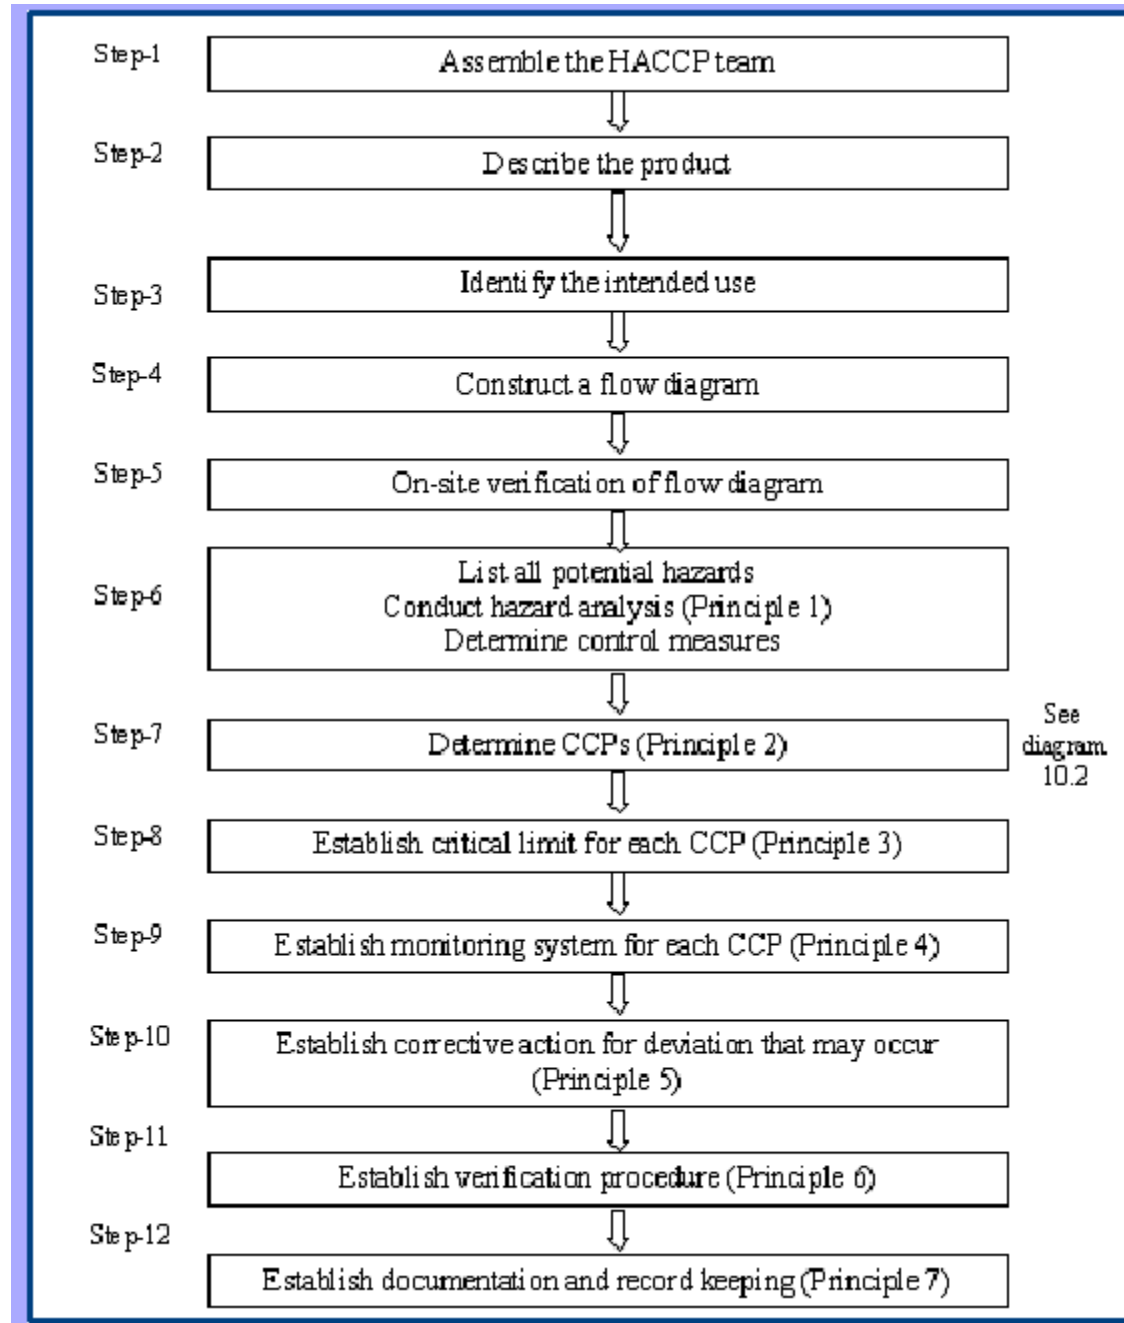 Step-1
Assemble the HACCP team
Step-2
Describe the product
Step-3
Identify the intended use
Step-4
Construct a flow diagram
Step-5
On-site verification of flow diagram
Step-6
List all potential hazards
Conduct hazard analysis (Principle 1)
Determine control measures
Step-7
Determine CCPs (Principle 2)
See
diagram
10.2
Step-8
Establish critical limit for each CCP (Principle 3)
Step-9
Establish monitoring system for each CCP (Principle 4)
Step-10
Establish corrective action for deviation that may occur
(Principle 5)
Step-11
Establish verification procedure (Principle 6)
Step-12
Establish documentation and record keeping (Principle 7)